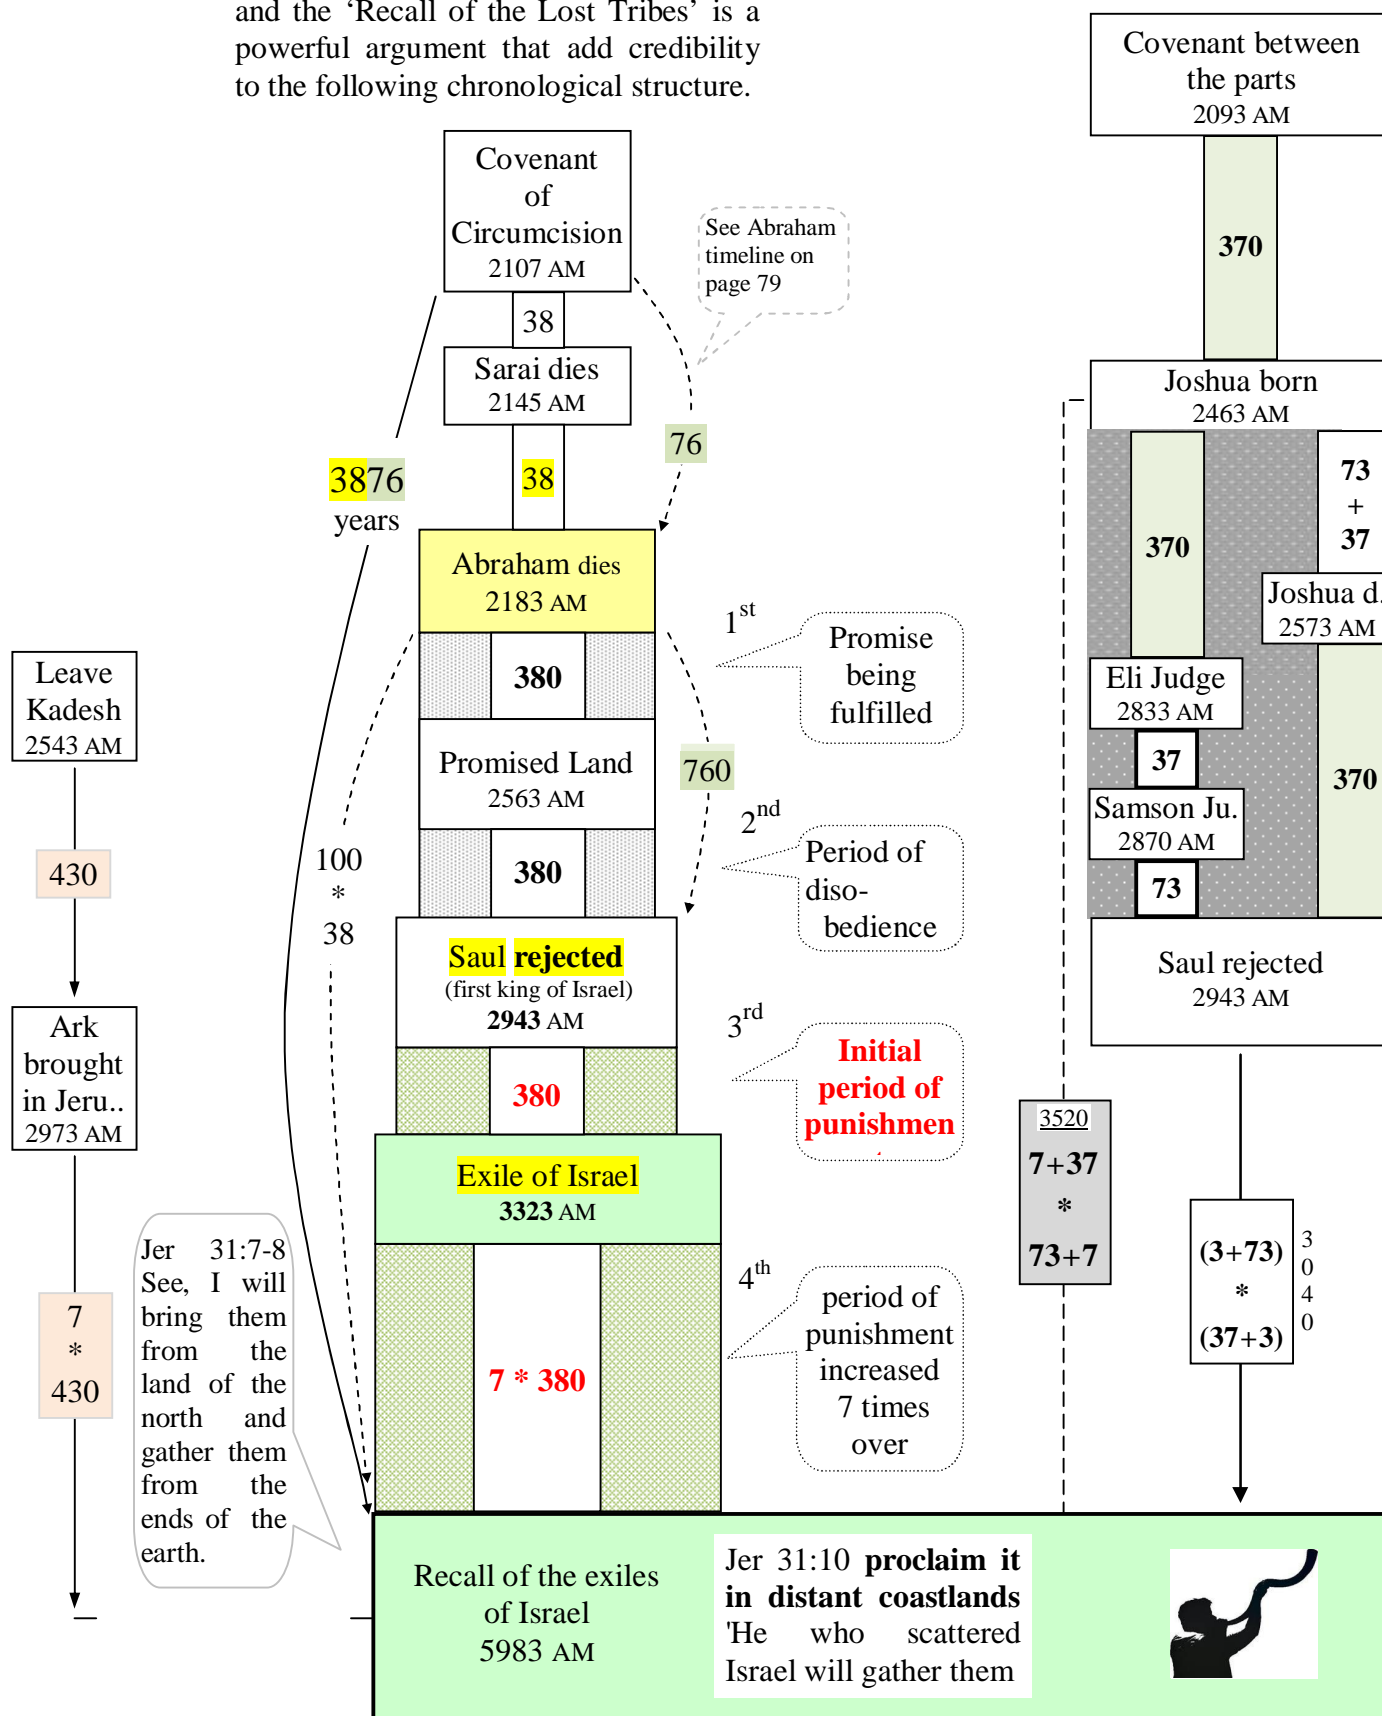 and the ‘Recall of the Lost Tribes’ is a
powerful argument that add credibility
to the following chronological structure.
Covenant
of
Circumcision
2107 AM
38
Sarai dies
2145 AM
38
See Abraham
timeline on
page 79
76
3876
years
Abraham dies
2183 AM
380
Promised Land
2563 AM
380
760
100
*
38
Saul rejected
(first king of Israel)
2943 AM
380
Exile of Israel
3323 AM
7 * 380
1st
Promise
being
fulfilled
2nd
Period of
diso-
bedience
3rd
Initial
period of
punishmen
4th
period of
punishment
increased
7 times
over
Leave
Kadesh
2543 AM
430
Ark
brought
in Jeru..
2973 AM
7
*
430
Jer 31:7-8
See, I will
bring them
from the
land of the
north and
gather them
from the
ends of the
earth.
Covenant between
the parts
2093 AM
370
Joshua born
2463 AM
370
73
+
37
Joshua d.
2573 AM
Eli Judge
2833 AM
37
370
Samson Ju.
2870 AM
73
Saul rejected
2943 AM
3520
7+37
*
73+7
(3+73)
*
(37+3)
3
0
4
0
Recall of the exiles
of Israel
5983 AM
Jer 31:10 proclaim it
in distant coastlands
'He who scattered
Israel will gather them